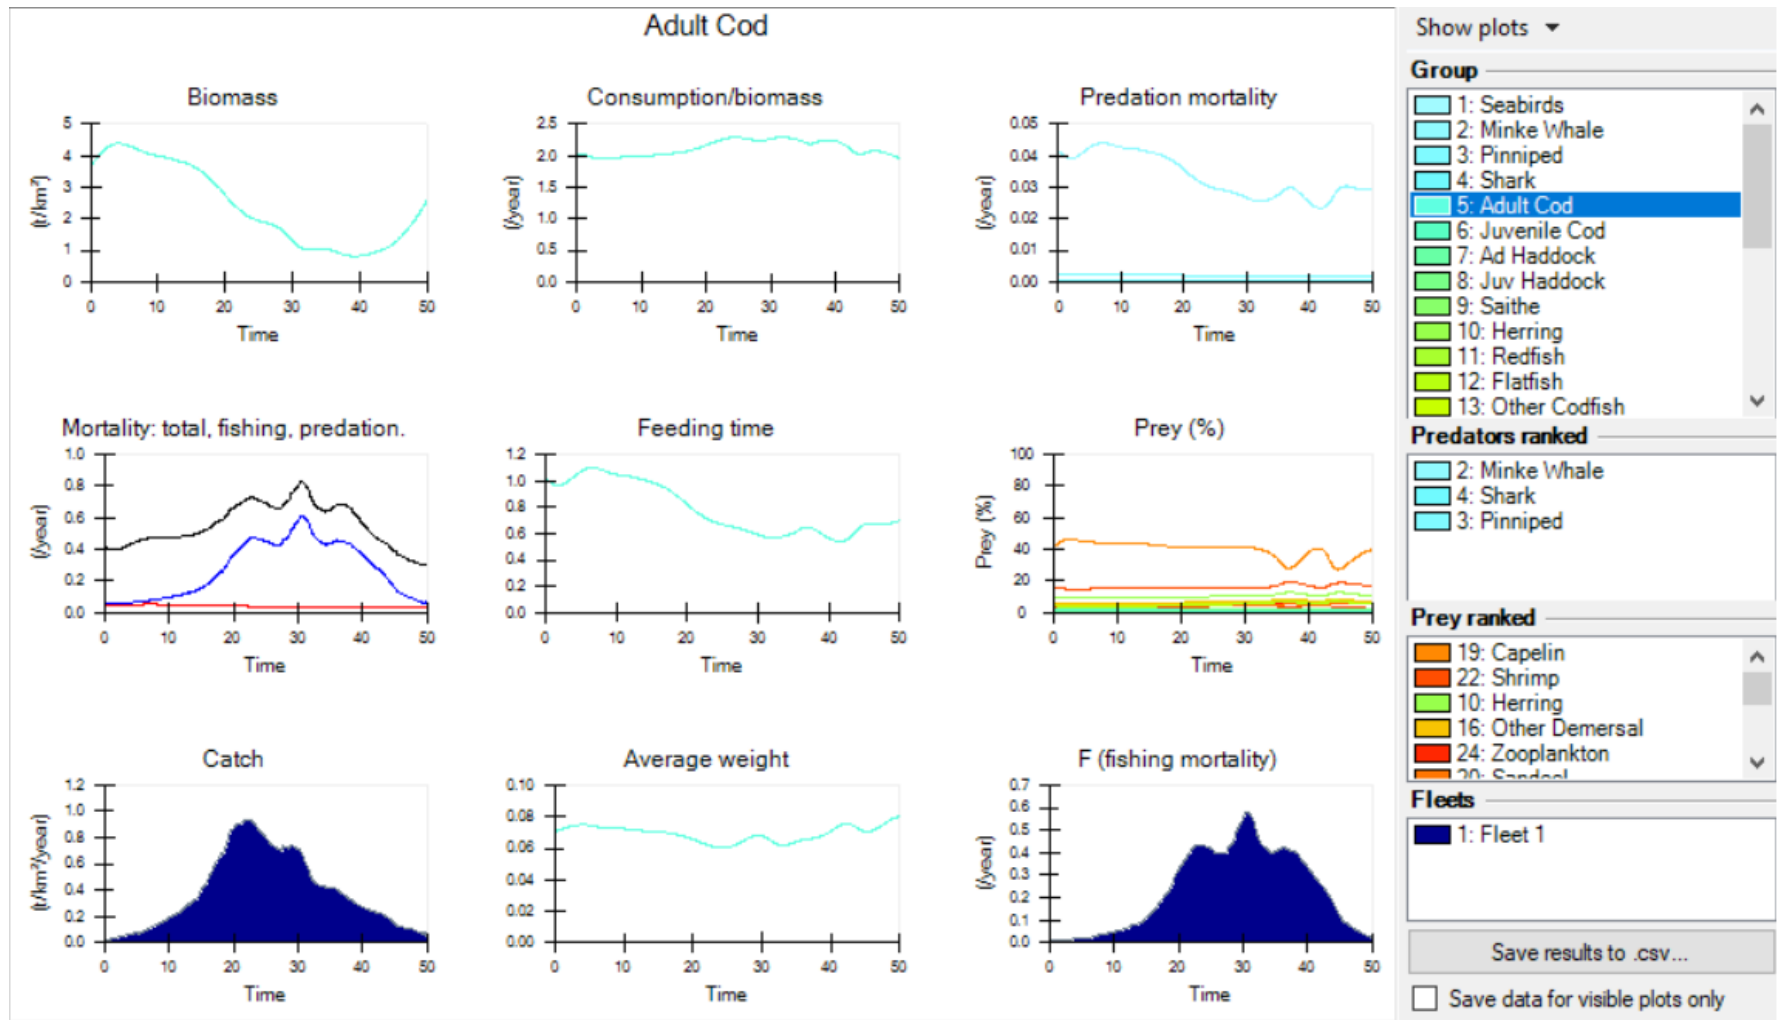 Adult Cod
Biomass
(t/km²)
5
4
3
2
1
0
0 10 20 30 40 50
Time
Consumption/biomass
(/year)
2.5
2.0
1.5
1.0
0.5
0.0
0 10 20 30 40 50
Time
Predation mortality
(/year)
0.05
0.04
0.03
0.02
0.01
0.00
0 10 20 30 40 50
Time
Mortality: total, fishing, predation.
(/year)
1.0
0.8
0.6
0.4
0.2
0.0
0 10 20 30 40 50
Time
Feeding time
1.2
1.0
0.8
0.6
0.4
0.2
0.0
0 10 20 30 40 50
Time
Prey (%)
Prey (%)
100
80
60
40
20
0
0 10 20 30 40 50
Time
Catch
(t/km²/year)
1.2
1.0
0.8
0.6
0.4
0.2
0.0
0 10 20 30 40 50
Time
Average weight
0.10
0.08
0.06
0.04
0.02
0.00
0 10 20 30 40 50
Time
F (fishing mortality)
(/year)
0.7
0.6
0.5
0.4
0.3
0.2
0.1
0.0
0 10 20 30 40 50
Time
Show plots
Group
1: Seabirds
2: Minke Whale
3: Pinniped
4: Shark
5: Adult Cod
6: Juvenile Cod
7: Ad Haddock
8: Juv Haddock
9: Saithe
10: Herring
11: Redfish
12: Flatfish
13: Other Codfish
Predators ranked
2: Minke Whale
4: Shark
3: Pinniped
Prey ranked
19: Capelin
22: Shrimp
10: Herring
16: Other Demersal
24: Zooplankton
20: Sandeel
Fleets
1: Fleet 1
Save results to .csv...
Save data for visible plots only